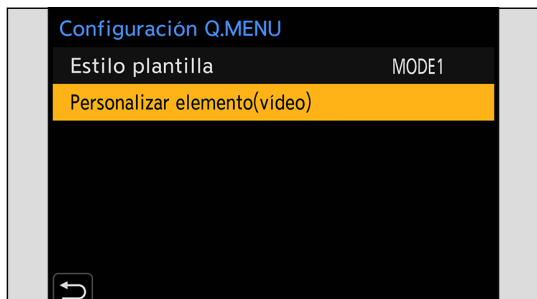 Configuración Q.MENU
Estilo plantilla MODE1
Personalizar elemento(vídeo)